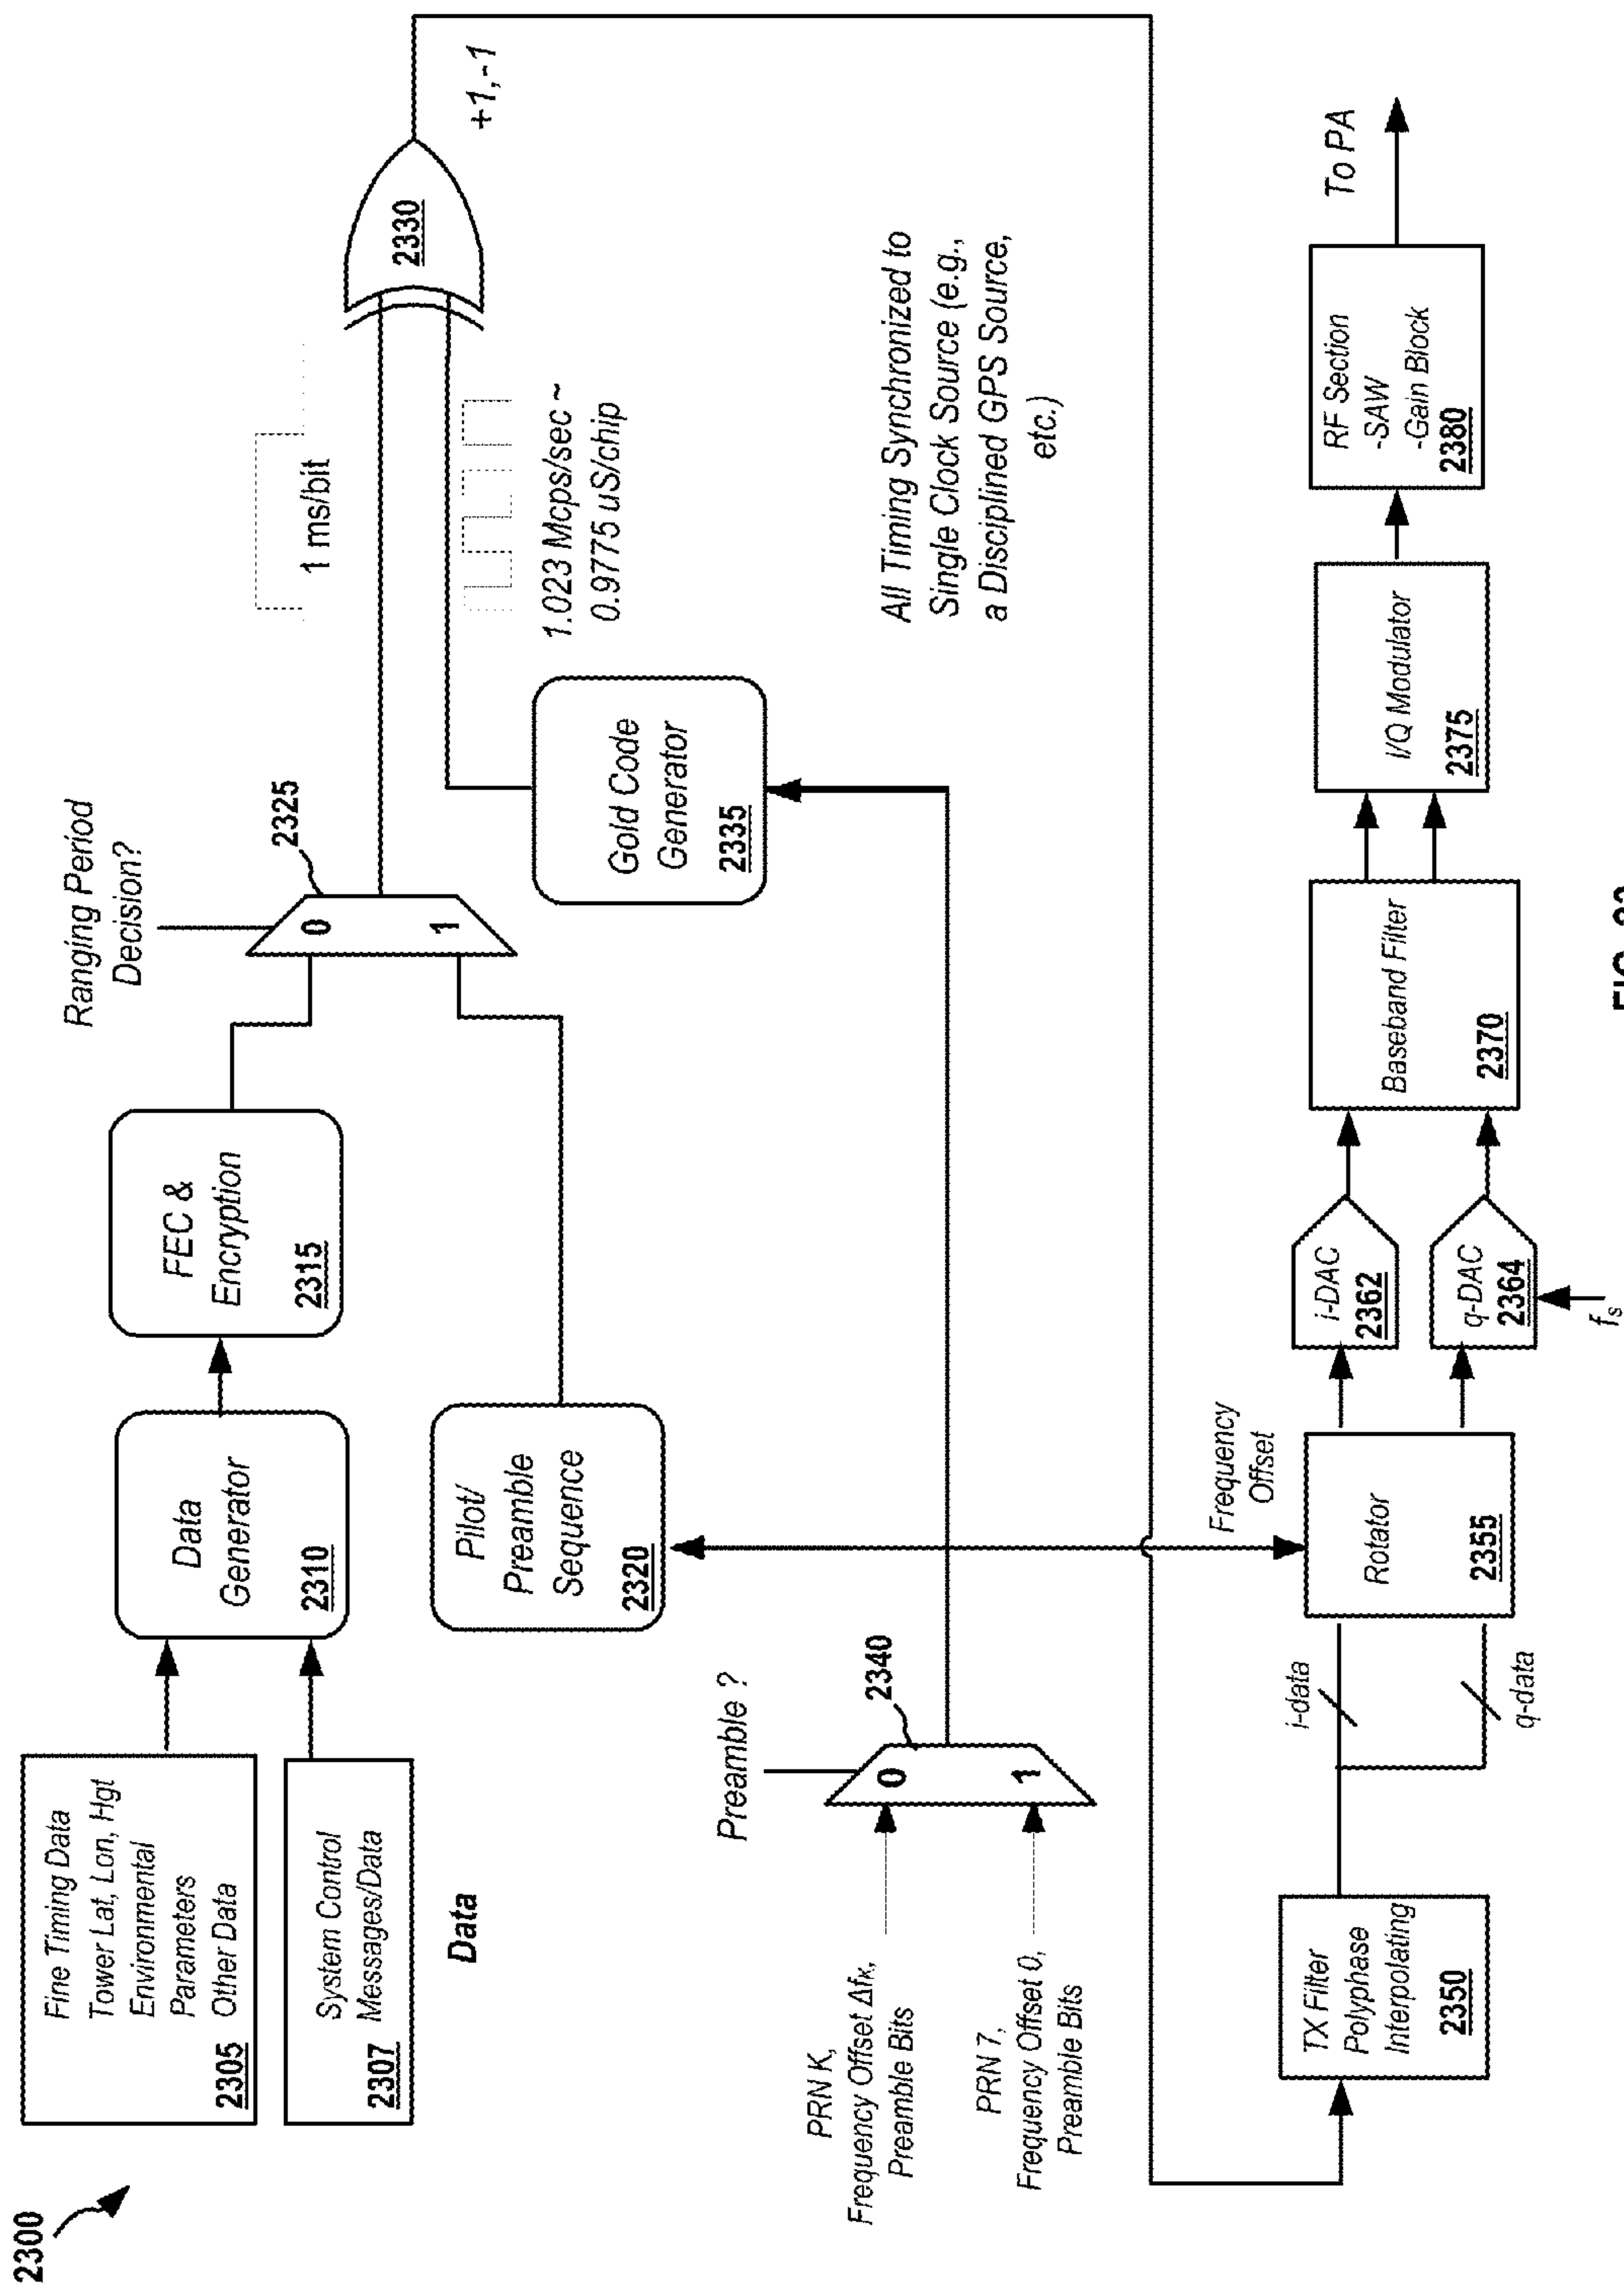 2300
Fine Timing Data
Tower Lat, Lon, Hgt
Environmental
Parameters
Other Data
2305
System Control
Messages/Data
2307
Data
Data
Generator
2310
FEC &
Encryption
2315
Pilot/
Preamble
Sequence
2320
Ranging Period
Decision?
0
1
2325
1 ms/bit
2330
+1,-1
1.023 Mcps/sec ~
0.9775 uS/chip
Gold Code
Generator
2335
Preamble ?
0
1
2340
PRN K,
Frequency Offset Δfₖ,
Preamble Bits
PRN 7,
Frequency Offset 0,
Preamble Bits
All Timing Synchronized to
Single Clock Source (e.g.,
a Disciplined GPS Source,
etc.)
TX Filter
Polyphase
Interpolating
2350
i-data
q-data
Frequency
Offset
Rotator
2355
i-DAC
2362
q-DAC
2364
fₛ
Baseband Filter
2370
I/Q Modulator
2375
RF Section
-SAW
-Gain Block
2380
To PA